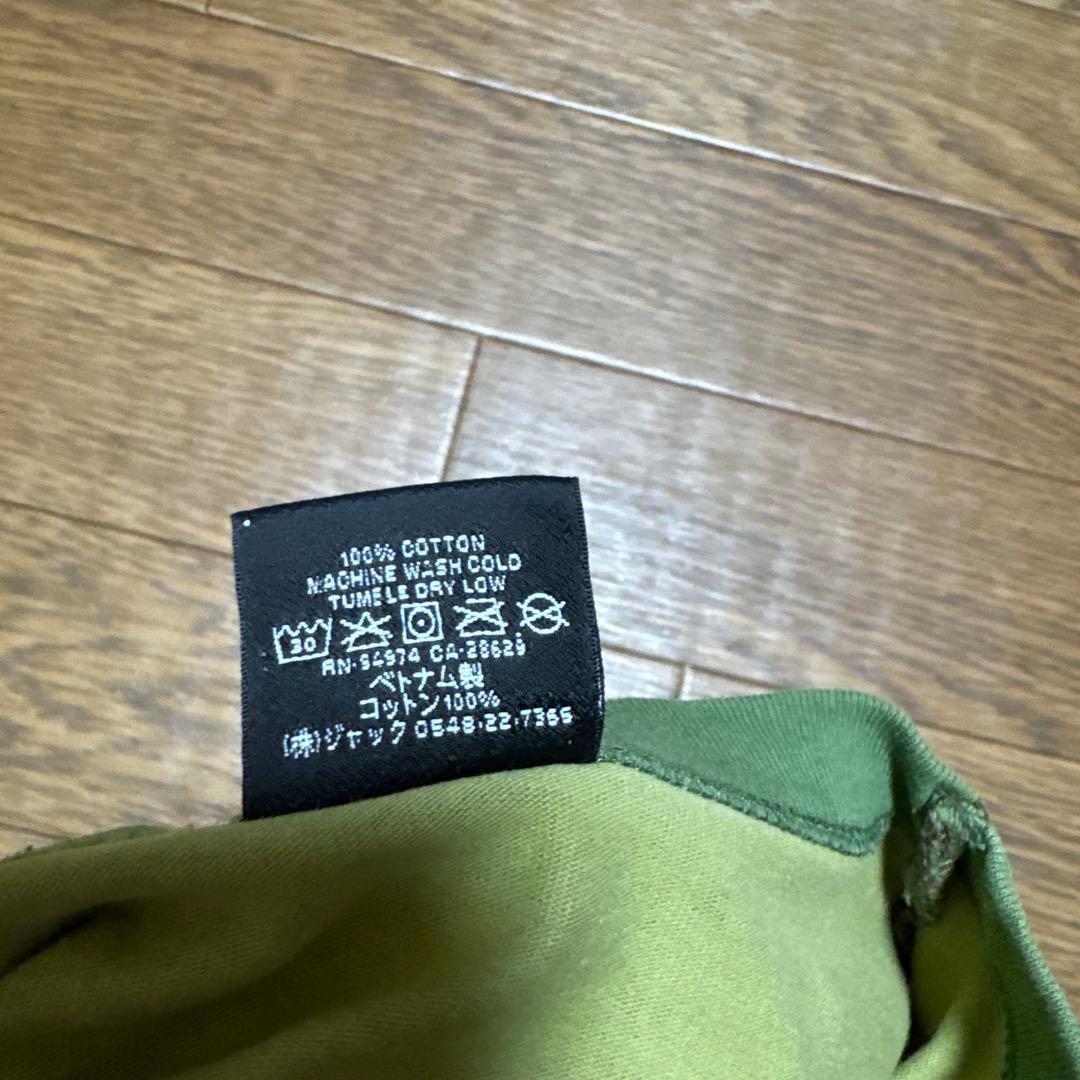 100% COTTON
MACHINE WASH COLD
TUMBLE DRY LOW
30
RN·94974 CA·28629
ベトナム製
コットン100%
(株)ジャック 0548·22·7365